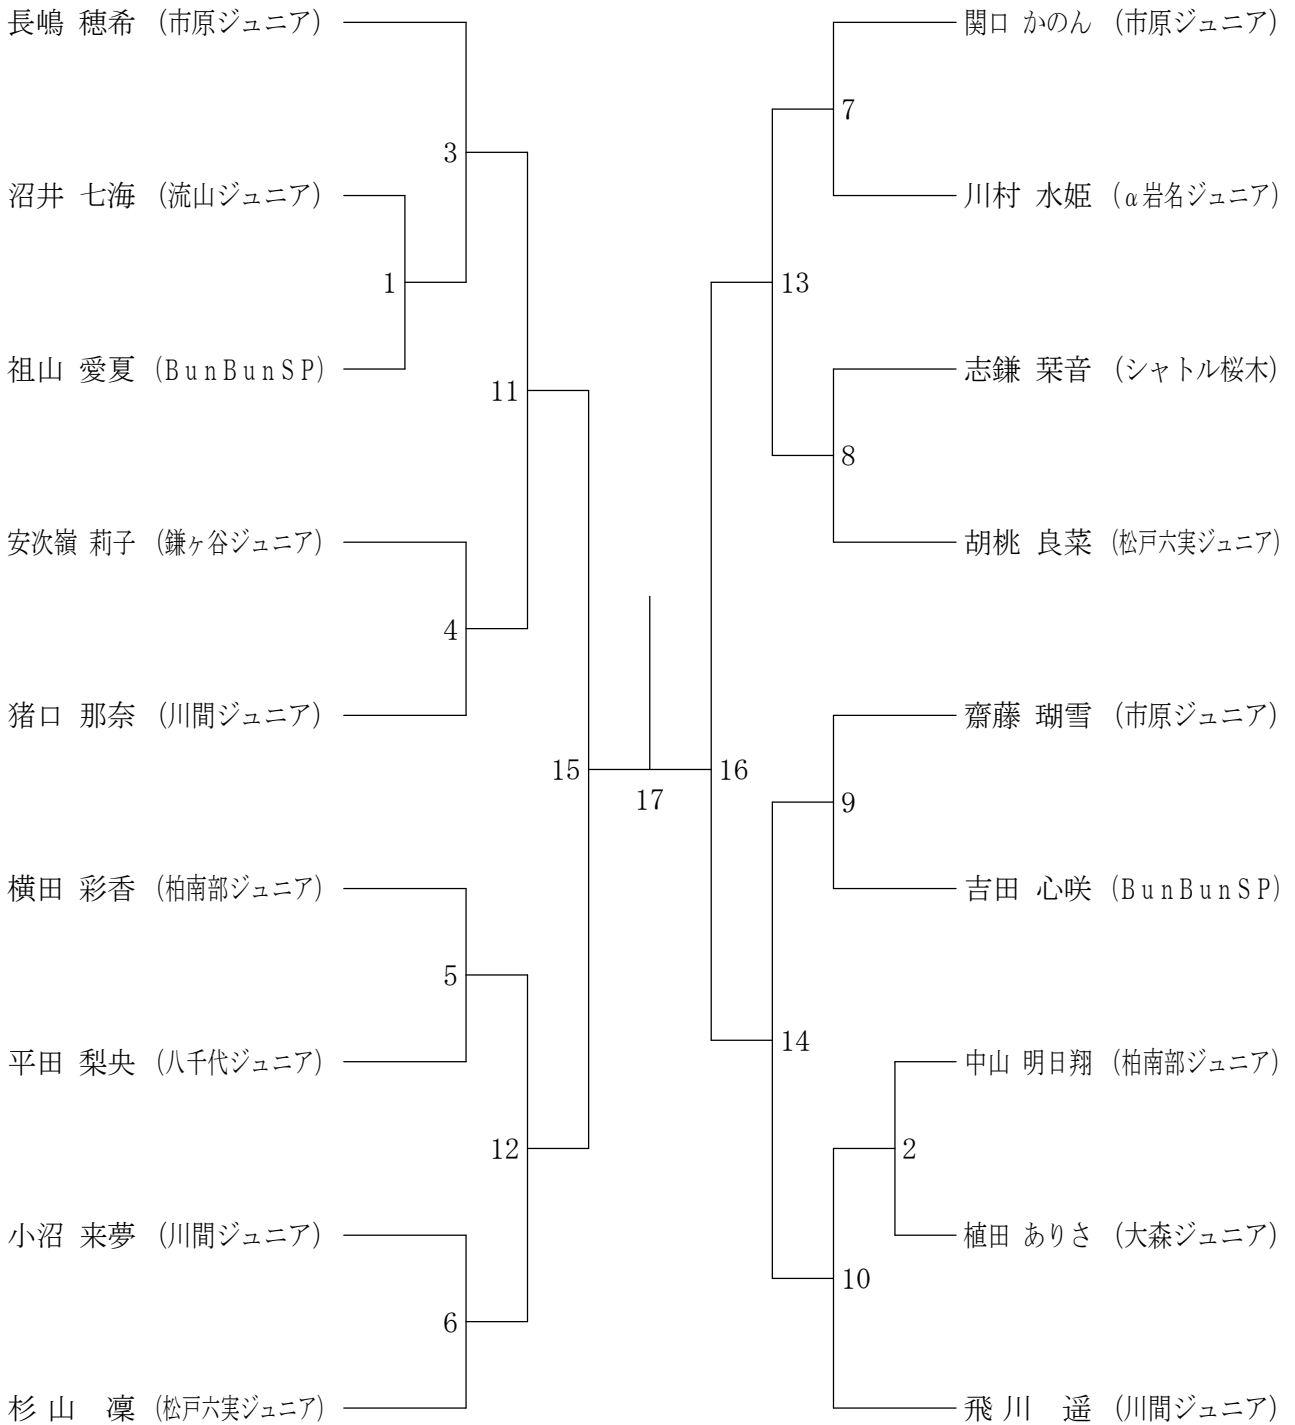 長嶋 穂希 (市原ジュニア)
3
沼井 七海 (流山ジュニア)
1
祖山 愛夏 (BunBunSP)
11
安次嶺 莉子 (鎌ヶ谷ジュニア)
4
猪口 那奈 (川間ジュニア)
15
17
横田 彩香 (柏南部ジュニア)
5
平田 梨央 (八千代ジュニア)
12
小沼 来夢 (川間ジュニア)
6
杉山 凜 (松戸六実ジュニア)
関口 かのん (市原ジュニア)
7
川村 水姫 (α岩名ジュニア)
13
志鎌 栞音 (シャトル桜木)
8
胡桃 良菜 (松戸六実ジュニア)
齋藤 瑚雪 (市原ジュニア)
16
9
吉田 心咲 (BunBunSP)
14
中山 明日翔 (柏南部ジュニア)
2
植田 ありさ (大森ジュニア)
10
飛川 遥 (川間ジュニア)